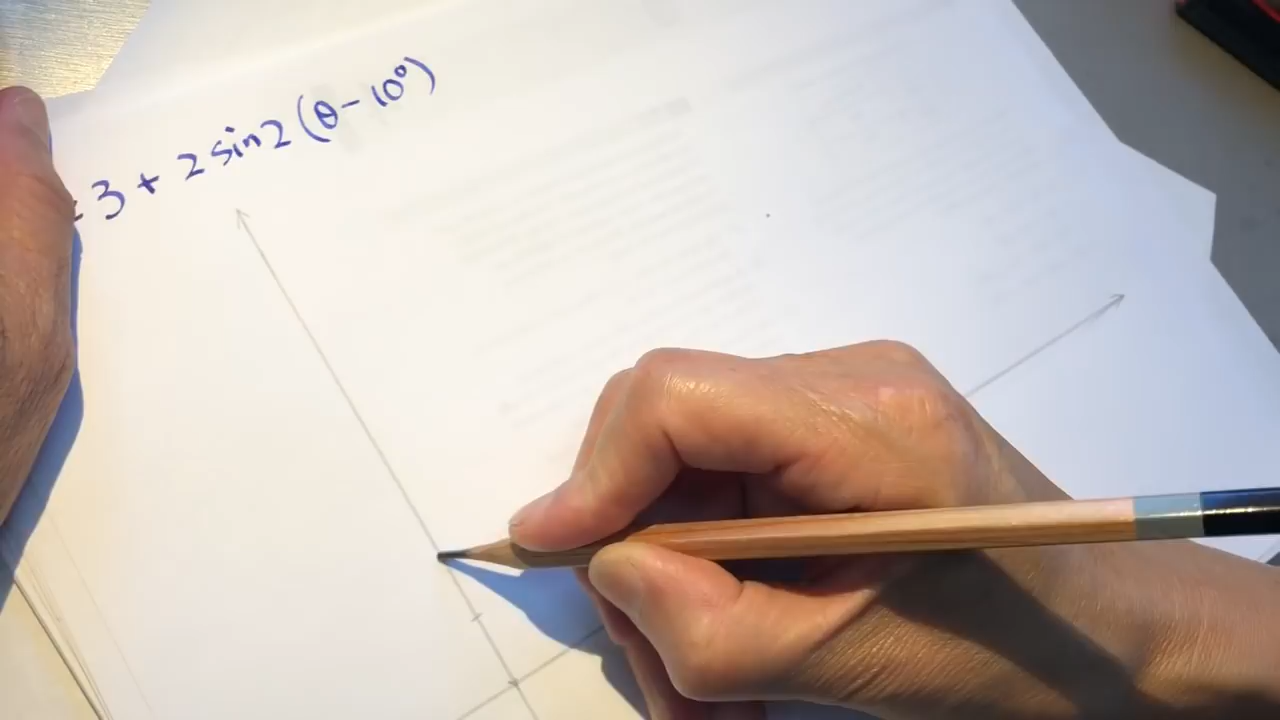 = 3 + 2 sin 2 (θ - 10°)